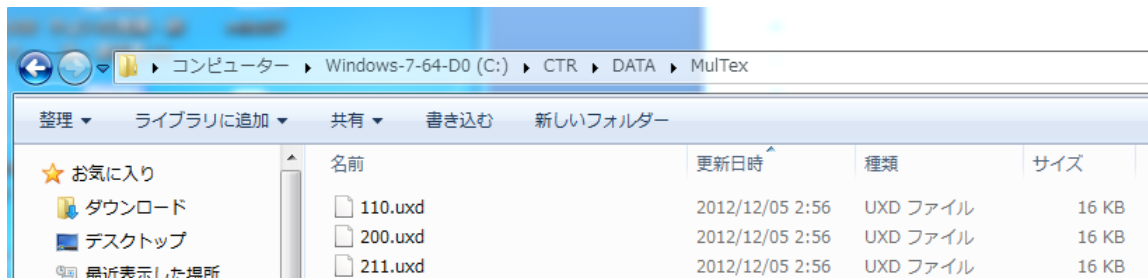 コンピューター ▸ Windows-7-64-D0 (C:) ▸ CTR ▸ DATA ▸ MulTex
整理 ▼ ライブラリに追加 ▼ 共有 ▼ 書き込む 新しいフォルダー
お気に入り
ダウンロード
デスクトップ
最近表示した場所
名前 更新日時 種類 サイズ
110.uxd 2012/12/05 2:56 UXD ファイル 16 KB
200.uxd 2012/12/05 2:56 UXD ファイル 16 KB
211.uxd 2012/12/05 2:56 UXD ファイル 16 KB